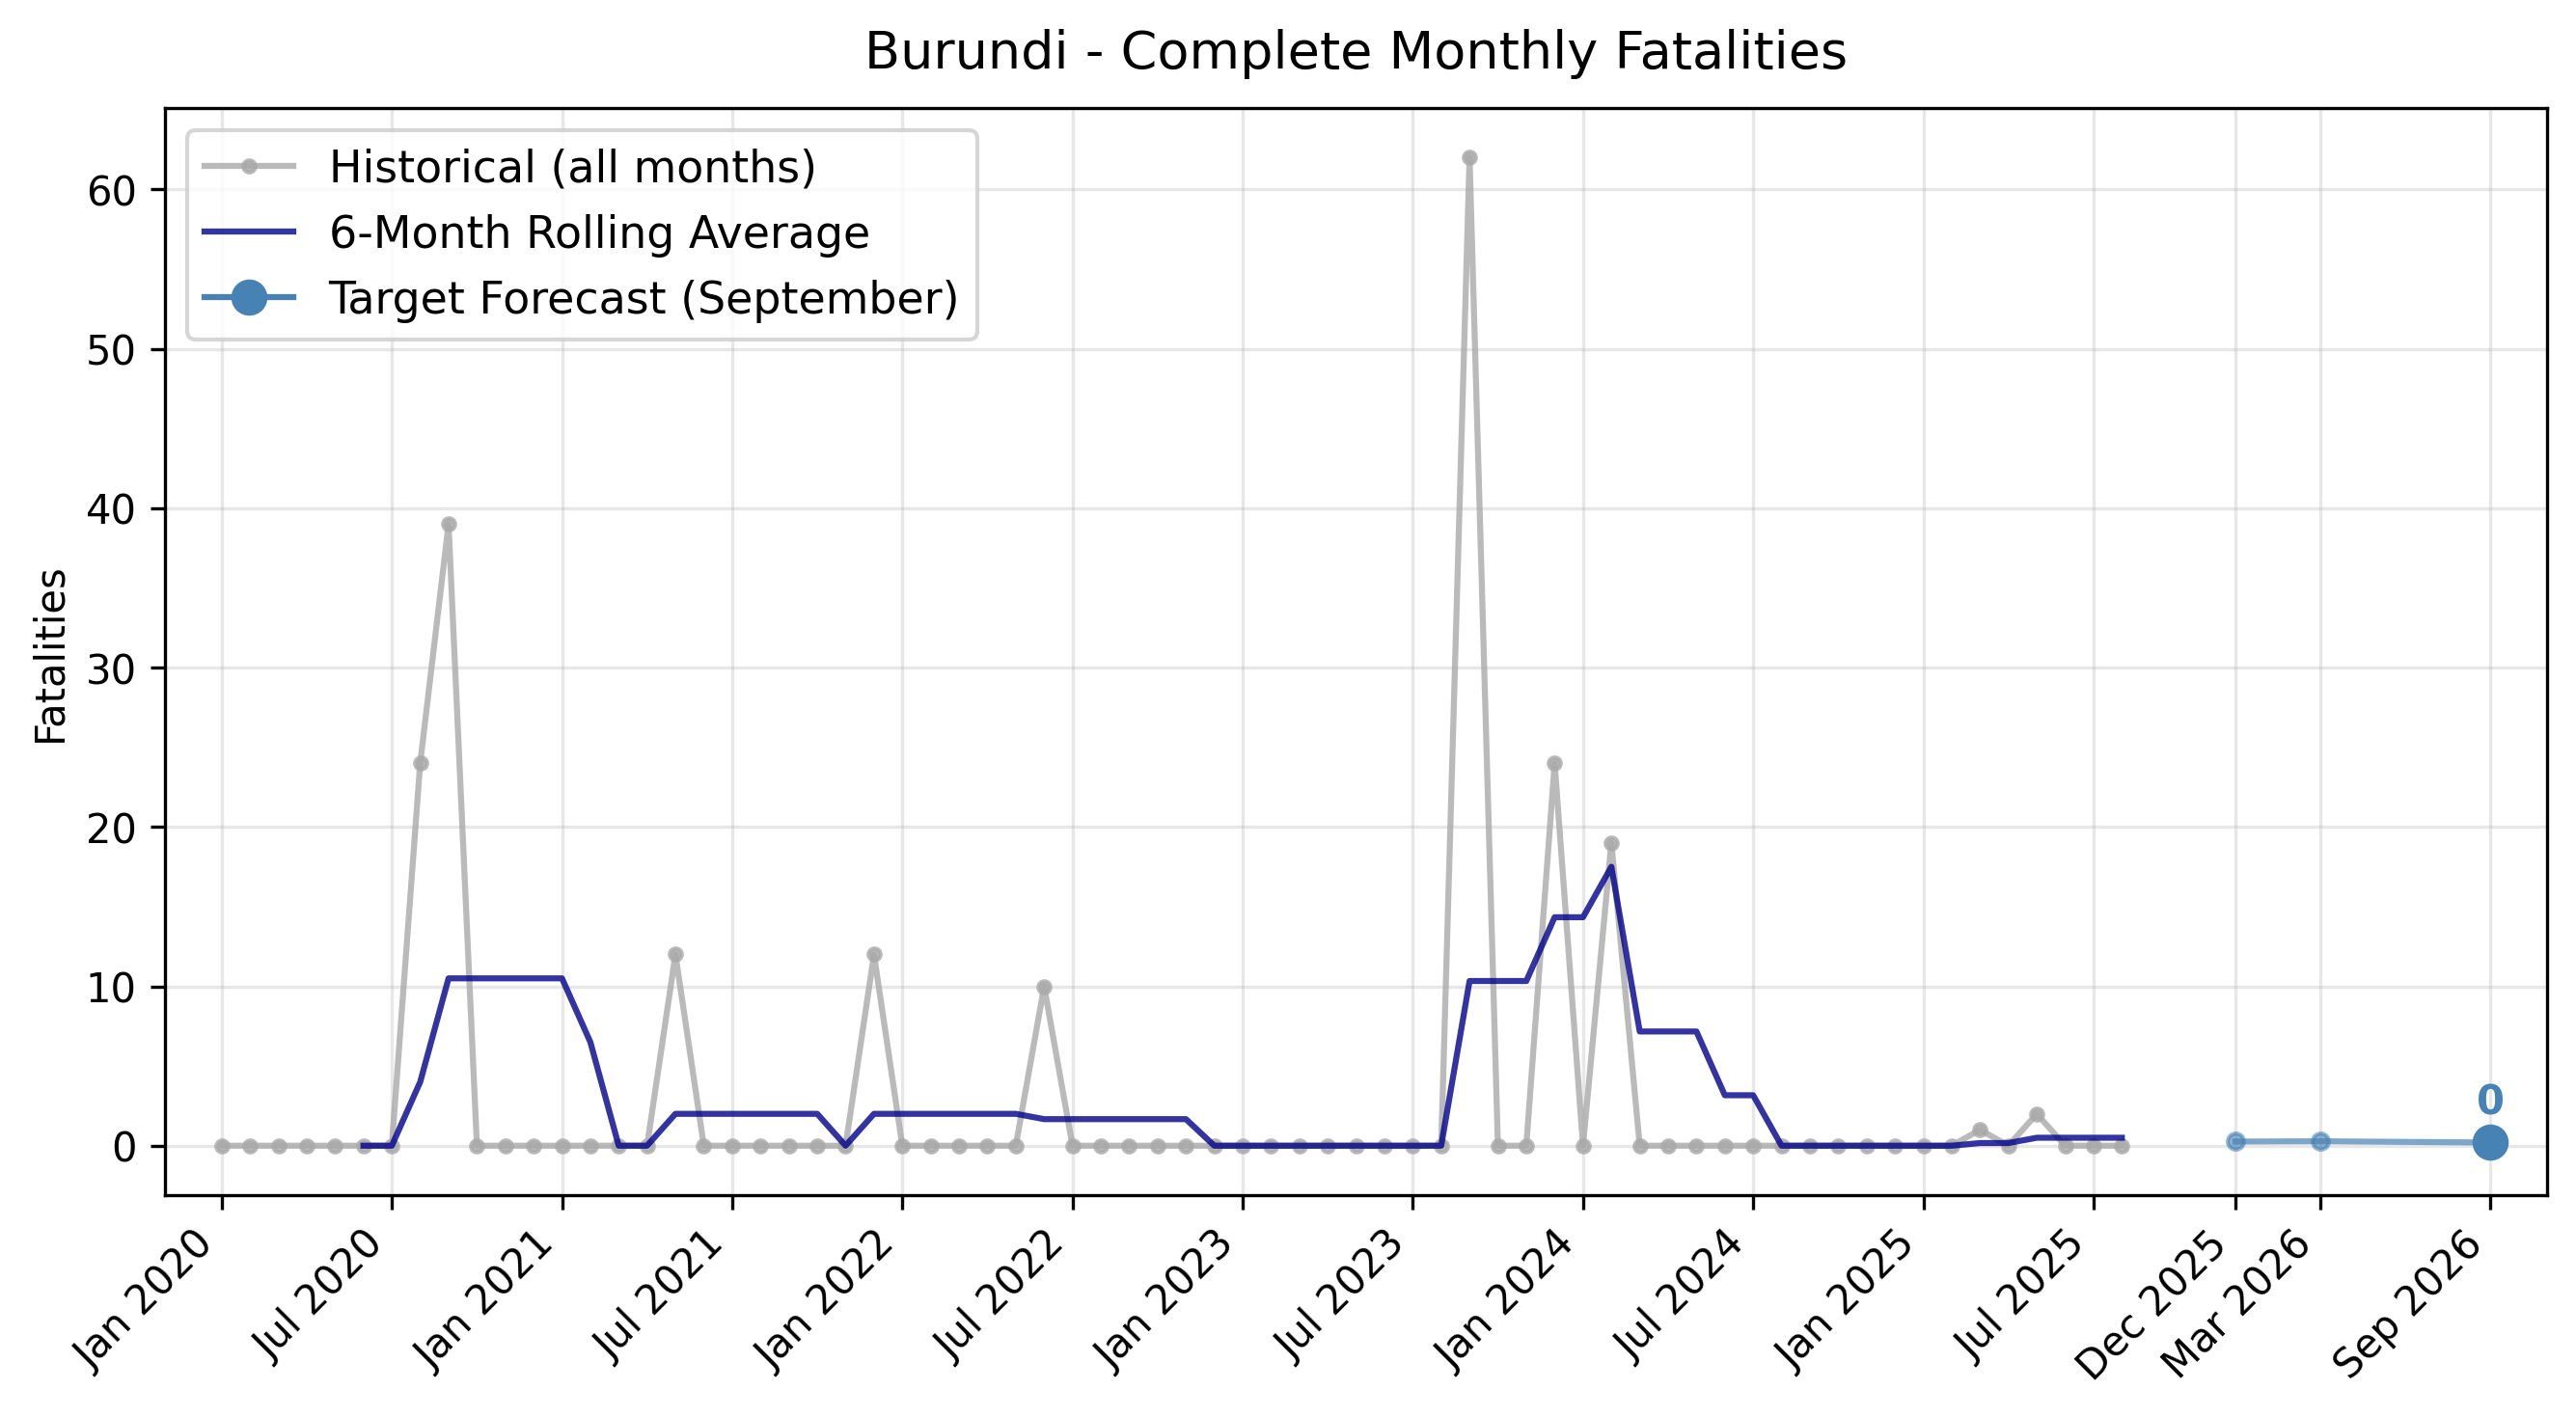 Burundi - Complete Monthly Fatalities
Historical (all months)
6-Month Rolling Average
Target Forecast (September)
Fatalities
60
50
40
30
20
10
0
0
Jan 2020
Jul 2020
Jan 2021
Jul 2021
Jan 2022
Jul 2022
Jan 2023
Jul 2023
Jan 2024
Jul 2024
Jan 2025
Jul 2025
Dec 2025
Mar 2026
Sep 2026